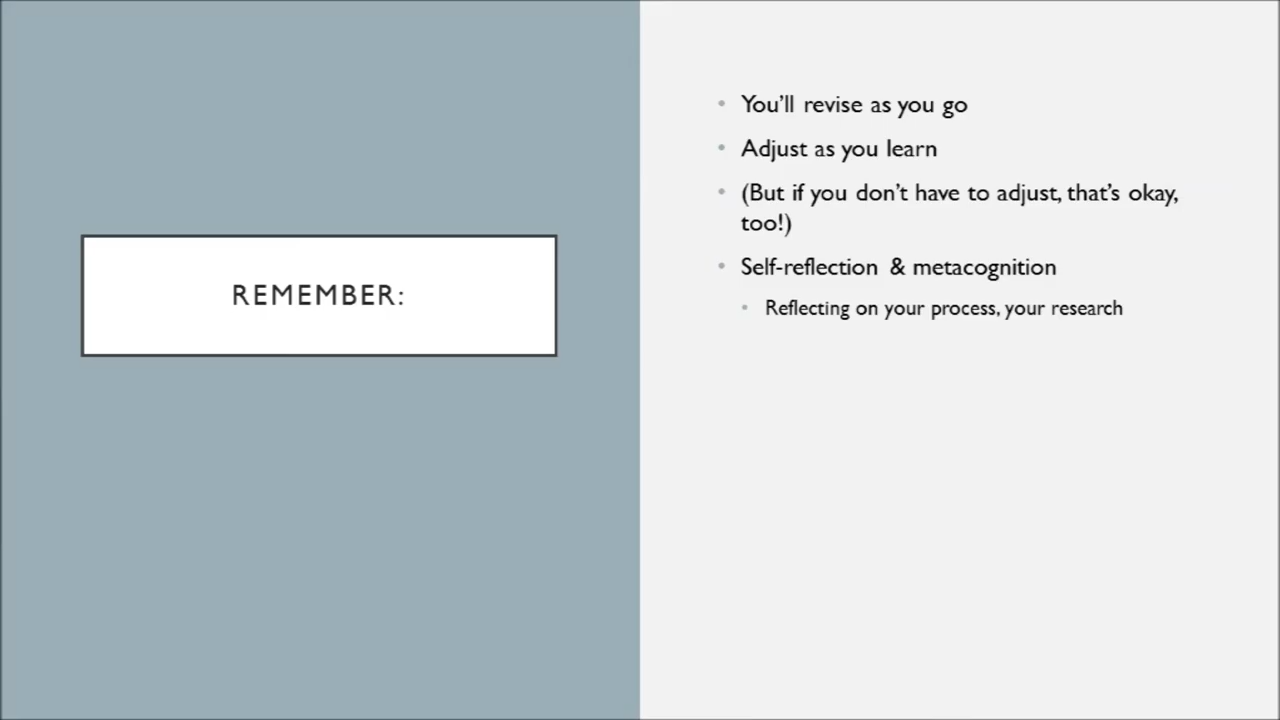 REMEMBER:
You'll revise as you go
Adjust as you learn
(But if you don't have to adjust, that's okay,
too!)
Self-reflection & metacognition
Reflecting on your process, your research